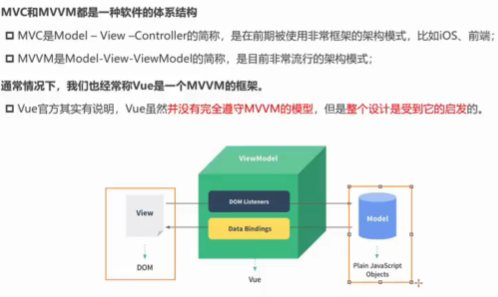 MVC和MVVM都是一种软件的体系结构
MVC是Model – View –Controller的简称，是在前期被使用非常框架的架构模式，比如iOS、前端；
MVVM是Model-View-ViewModel的简称，是目前非常流行的架构模式；
通常情况下，我们也经常称Vue是一个MVVM的框架。
Vue官方其实有说明，Vue虽然并没有完全遵守MVVM的模型，但是整个设计是受到它的启发的。
ViewModel
DOM Listeners
View
Model
Data Bindings
DOM
Plain JavaScript
Objects
Vue